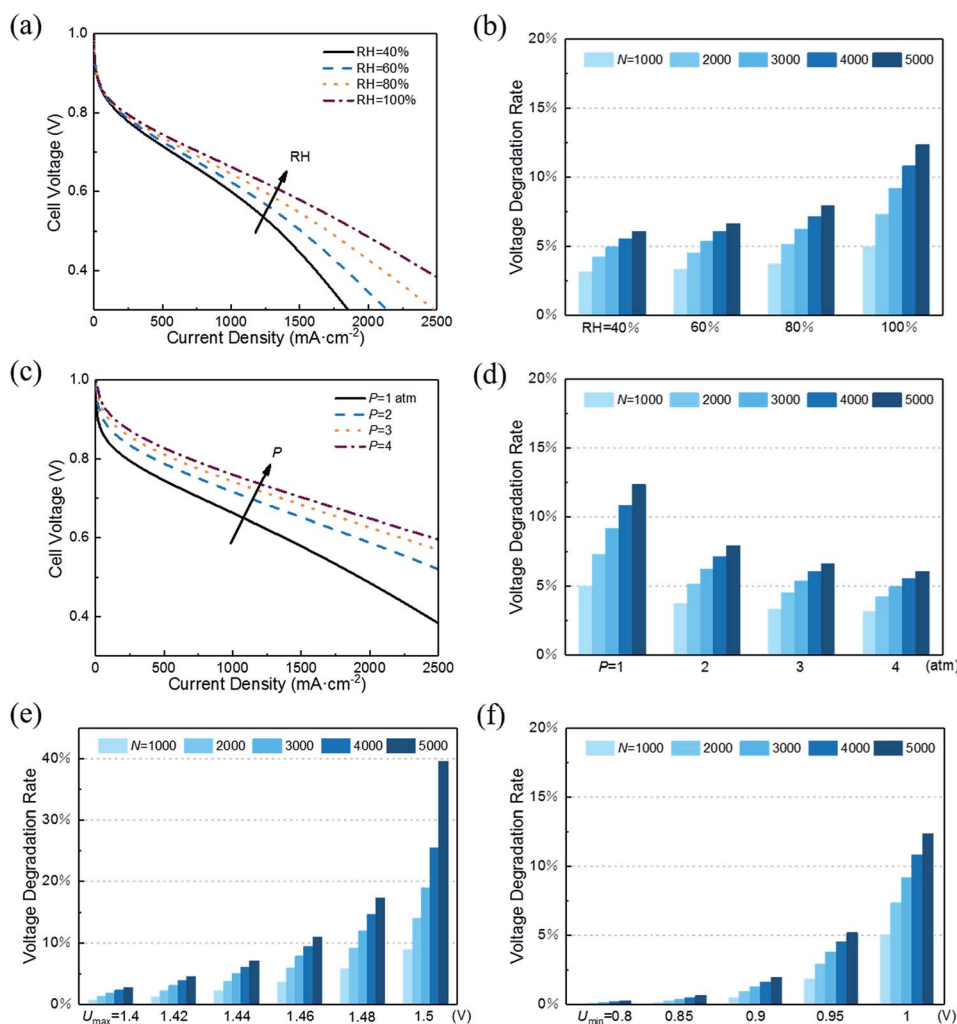 (a)
1.0
0.8
0.6
0.4
Cell Voltage (V)
RH=40%
RH=60%
RH=80%
RH=100%
RH
0 500 1000 1500 2000 2500
Current Density (mA·cm⁻²)
(b)
20%
15%
10%
5%
0%
Voltage Degradation Rate
N=1000 2000 3000 4000 5000
RH=40% 60% 80% 100%
(c)
1.0
0.8
0.6
0.4
Cell Voltage (V)
P=1 atm
P=2
P=3
P=4
P
0 500 1000 1500 2000 2500
Current Density (mA·cm⁻²)
(d)
20%
15%
10%
5%
0%
Voltage Degradation Rate
N=1000 2000 3000 4000 5000
P=1 2 3 4 (atm)
(e)
40%
30%
20%
10%
0%
Voltage Degradation Rate
N=1000 2000 3000 4000 5000
Umax=1.4 1.42 1.44 1.46 1.48 1.5 (V)
(f)
20%
15%
10%
5%
0%
Voltage Degradation Rate
N=1000 2000 3000 4000 5000
Umin=0.8 0.85 0.9 0.95 1 (V)